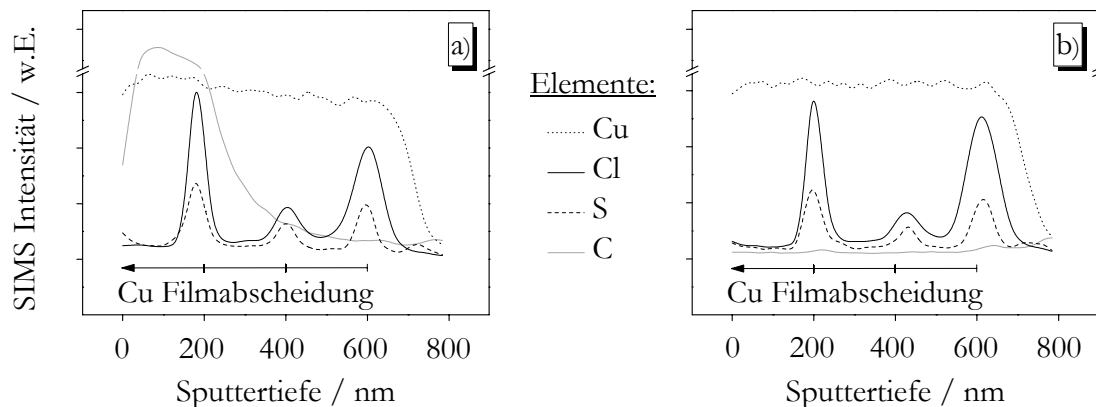 SIMS Intensität / w.E.
a)
Cu Filmabscheidung
0 200 400 600 800
Sputtertiefe / nm
Elemente:
Cu
Cl
S
C
b)
Cu Filmabscheidung
0 200 400 600 800
Sputtertiefe / nm